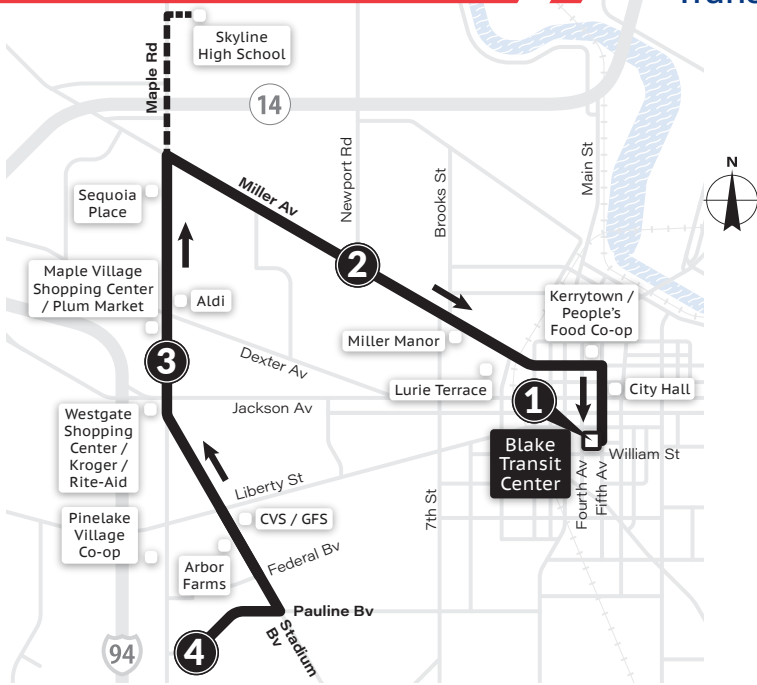 Trans
Skyline
High School
Maple Rd
14
Newport Rd
Brooks St
Main St
N
Miller Av
Sequoia
Place
2
Maple Village
Shopping Center
/ Plum Market
Aldi
Kerrytown /
People's
Food Co-op
Miller Manor
3
Dexter Av
Lurie Terrace
1
City Hall
Westgate
Shopping
Center /
Kroger /
Rite-Aid
Jackson Av
Blake
Transit
Center
William St
Fourth Av
Fifth Av
7th St
Liberty St
CVS / GFS
Pinelake
Village
Co-op
Arbor
Farms
Federal Bv
Pauline Bv
Stadium
Bv
4
94